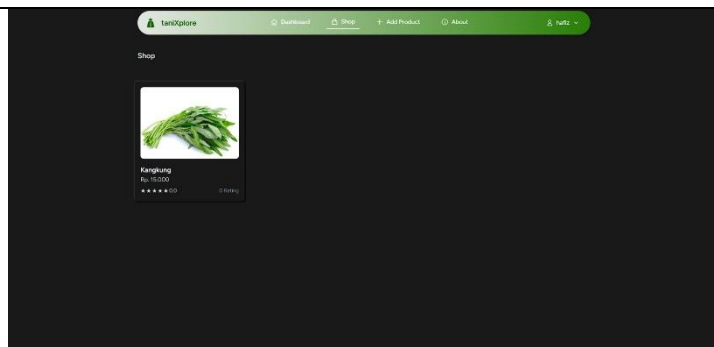 taniXplore Dashboard Shop + Add Product About hafiz
Shop
Kangkung
Rp. 15.000
★★★★★ 0.0 0 Rating